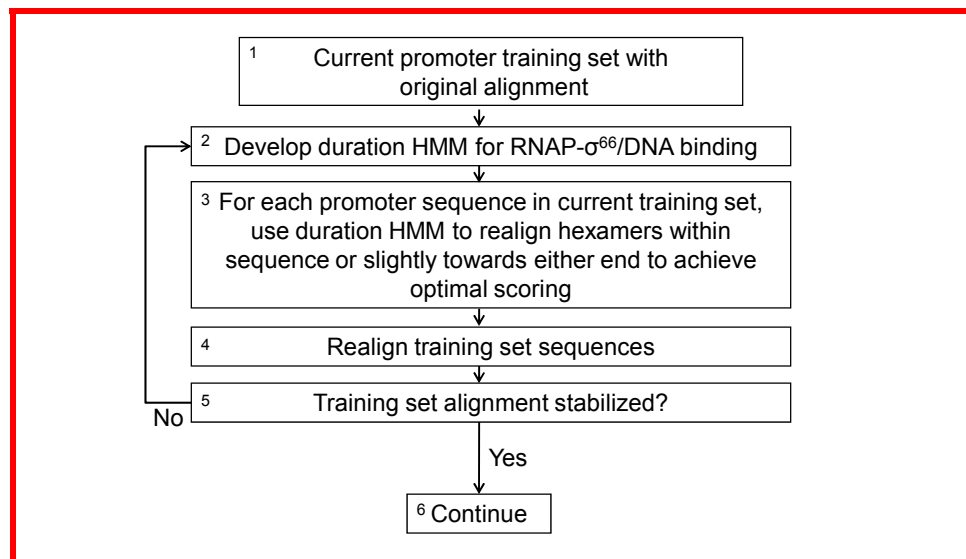 1 Current promoter training set with
original alignment
2 Develop duration HMM for RNAP-σ⁶⁶/DNA binding
3 For each promoter sequence in current training set,
use duration HMM to realign hexamers within
sequence or slightly towards either end to achieve
optimal scoring
4 Realign training set sequences
5 Training set alignment stabilized?
No
Yes
6 Continue